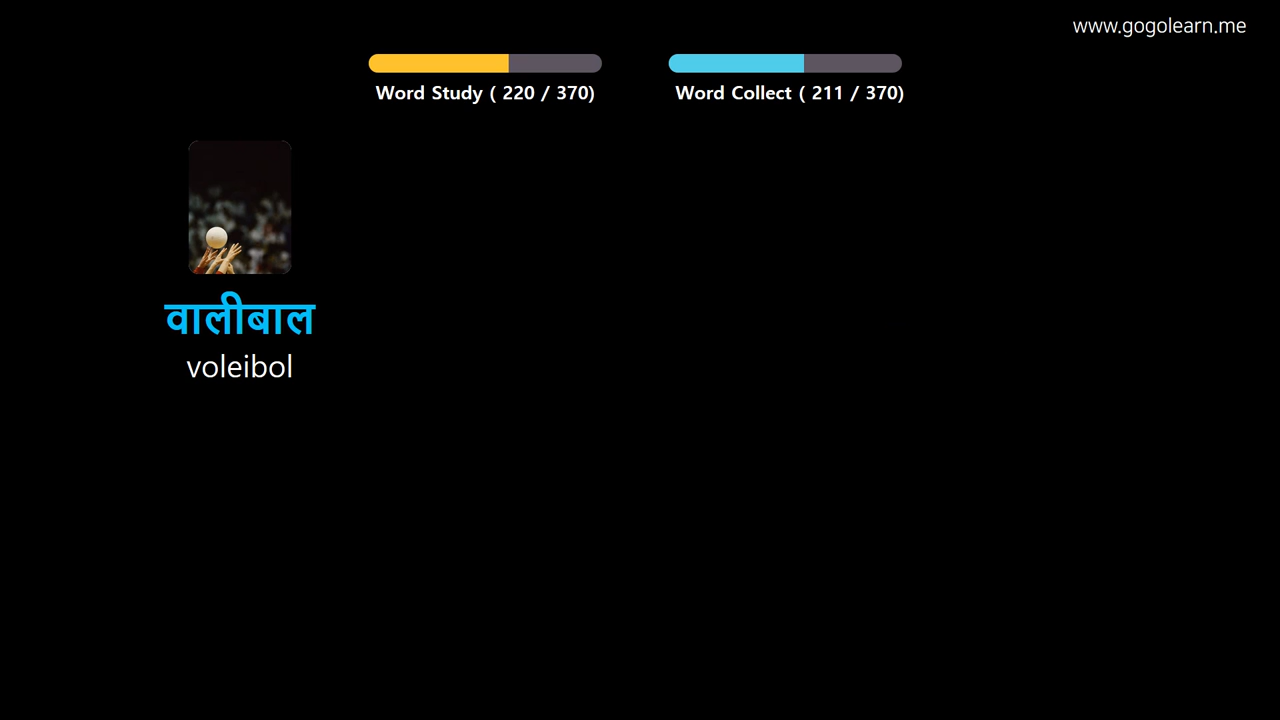 www.gogolearn.me
Word Study ( 220 / 370)
Word Collect ( 211 / 370)
वालीबाल
voleibol